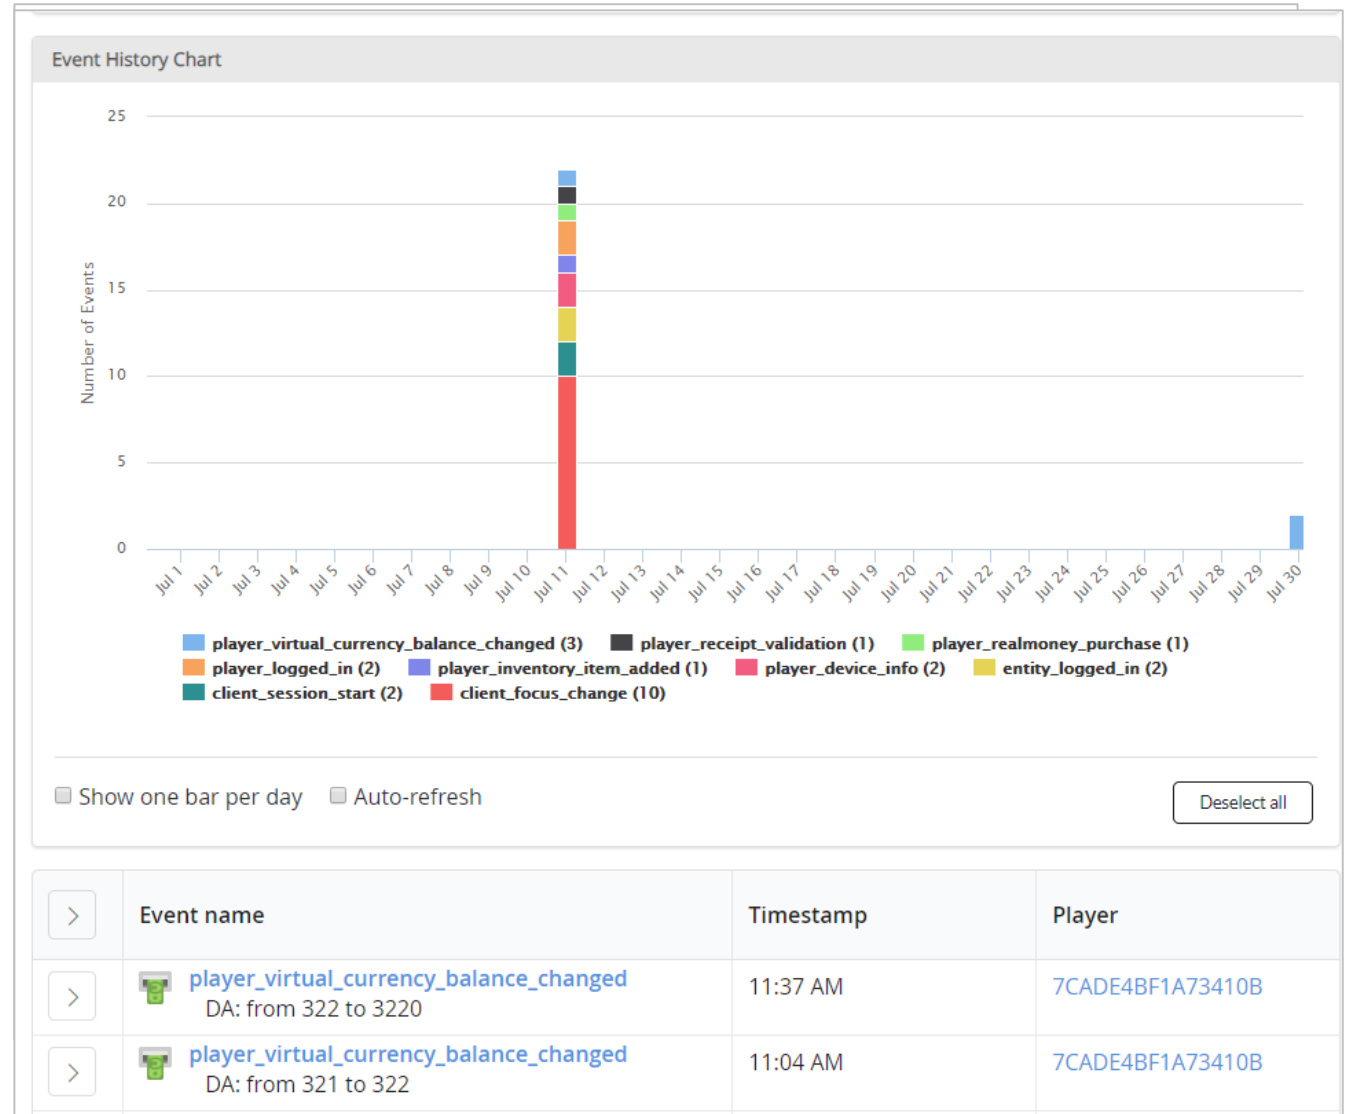 Event History Chart
25
20
15
10
5
0
Number of Events
Jul 1 Jul 2 Jul 3 Jul 4 Jul 5 Jul 6 Jul 7 Jul 8 Jul 9 Jul 10 Jul 11 Jul 12 Jul 13 Jul 14 Jul 15 Jul 16 Jul 17 Jul 18 Jul 19 Jul 20 Jul 21 Jul 22 Jul 23 Jul 24 Jul 25 Jul 26 Jul 27 Jul 28 Jul 29 Jul 30
player_virtual_currency_balance_changed (3) player_receipt_validation (1) player_realmoney_purchase (1)
player_logged_in (2) player_inventory_item_added (1) player_device_info (2) entity_logged_in (2)
client_session_start (2) client_focus_change (10)
Show one bar per day Auto-refresh Deselect all
Event name Timestamp Player
player_virtual_currency_balance_changed 11:37 AM 7CADE4BF1A73410B
DA: from 322 to 3220
player_virtual_currency_balance_changed 11:04 AM 7CADE4BF1A73410B
DA: from 321 to 322